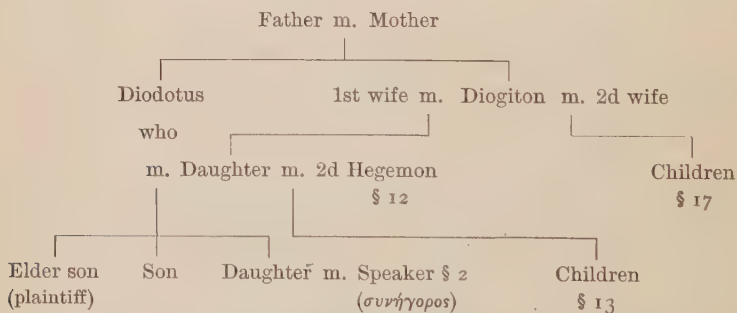 Father m. Mother
Diodotus 1st wife m. Diogiton m. 2d wife
who
m. Daughter m. 2d Hegemon Children
§ 12 § 17
Elder son Son Daughter m. Speaker § 2 Children
(plaintiff) (συνήγορος) § 13